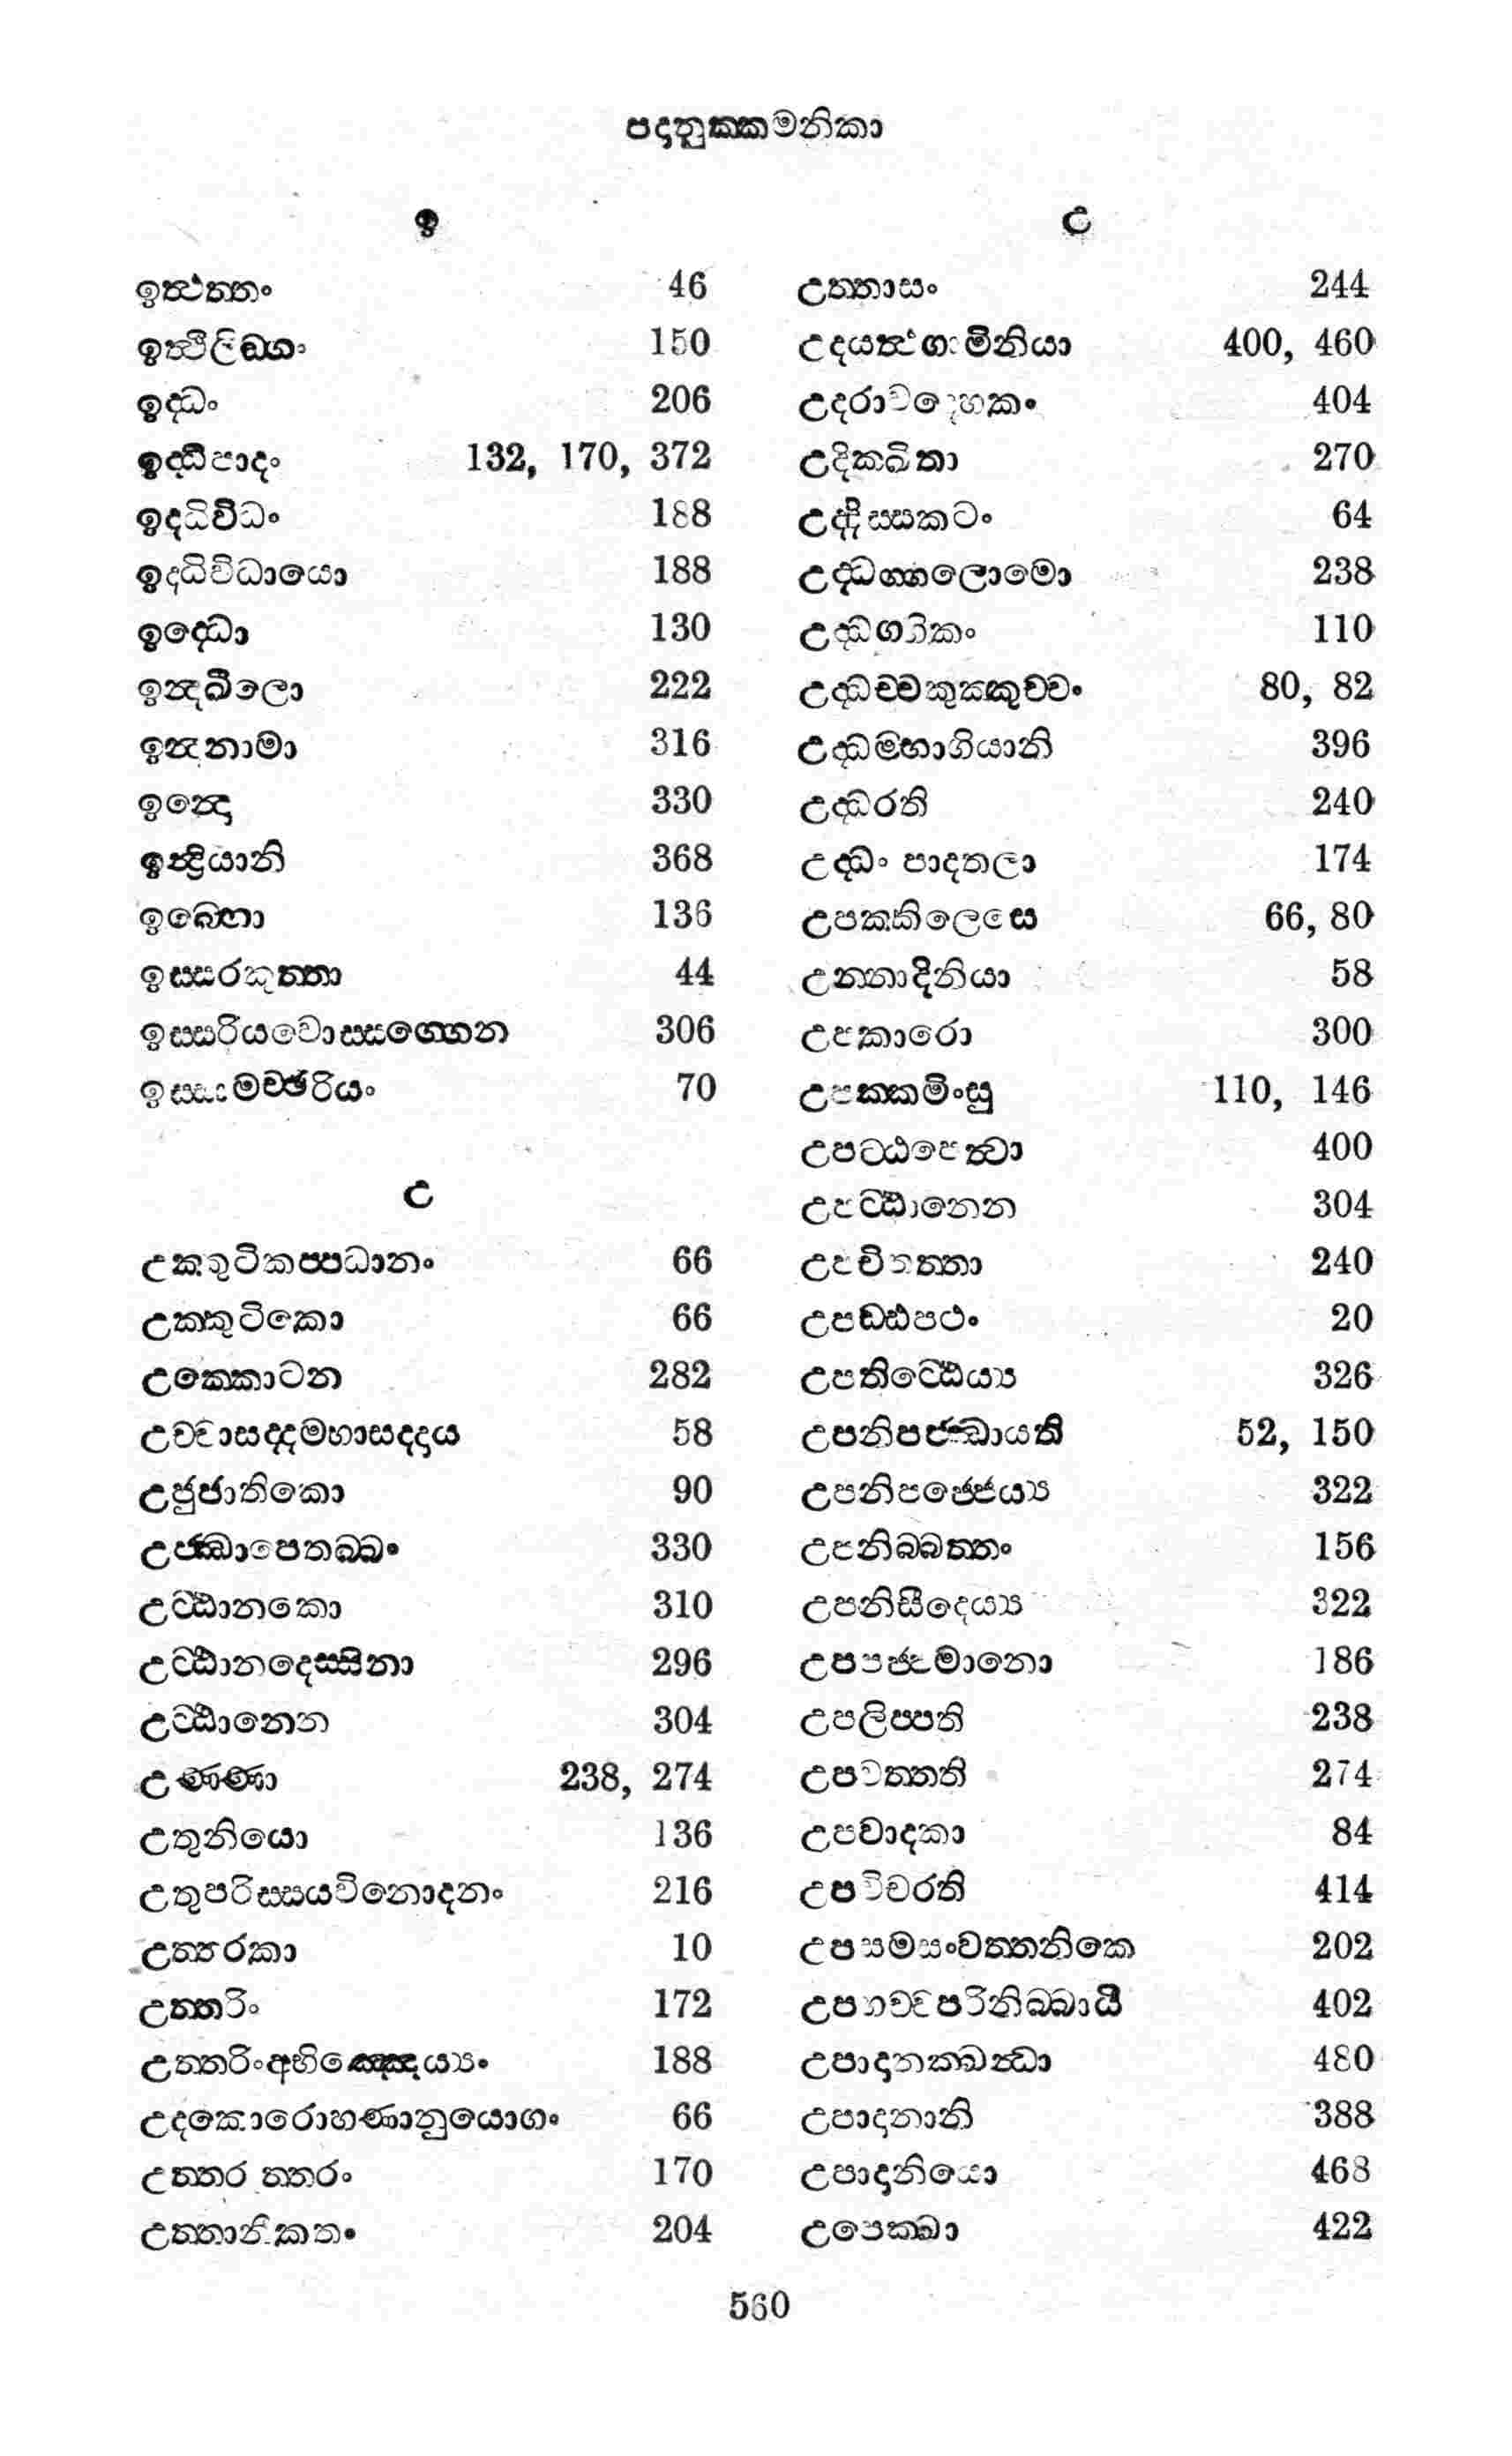 පදානුක්කමනිකා
ඉ
ඉත්ථත්තං 46
ඉත්ථිලිඞ්ගං 150
ඉද්ධං 206
ඉද්ධිපාදං 132, 170, 372
ඉද්ධිවිධං 188
ඉද්ධිවිධායො 188
ඉද්ධො 130
ඉන්දඛීලො 222
ඉන්දනාමා 316
ඉන්දො 330
ඉන්ද්‍රියානි 368
ඉබ්භො 136
ඉස්සරකුත්තා 44
ඉස්සරියවොස්සග්ගෙන 306
ඉස්සාමච්ඡරියං 70
උ
උක්කුටිකප්පධානං 66
උක්කුටිකො 66
උක්කොටන 282
උච්චාසද්දමහාසද්දාය 58
උජුජාතිකො 90
උජ්ඣාපෙතබ්බං 330
උට්ඨානකො 310
උට්ඨානදෙස්සිනා 296
උට්ඨානෙන 304
උණ්ණා 238, 274
උතුනියො 136
උතුපරිස්සයවිනොදනං 216
උත්තරකා 10
උත්තරිං 172
උත්තරිංඅභිඤ්ඤෙය්‍යං 188
උදකොරොහණානුයොගං 66
උත්තර ත්තරං 170
උත්තානිකතං 204
උ
උත්තාසං 244
උදයත්ථගාමිනියා 400, 460
උදරාවදෙහකං 404
උදික්ඛිතා 270
උද්දිස්සකටං 64
උද්ධග්ගලොමො 238
උද්ධග්ගිකං 110
උද්ධච්චකුක්කුච්චං 80, 82
උද්ධම්භාගියානි 396
උද්ධරති 240
උද්ධං පාදතලා 174
උපක්කිලෙසෙ 66, 80
උන්නාදිනියා 58
උපකාරො 300
උපක්කමිංසු 110, 146
උපට්ඨපෙත්වා 400
උපට්ඨානෙන 304
උපචිතත්තා 240
උපඩ්ඪපථං 20
උපතිට්ඨෙය්‍ය 326
උපනිපජ්ඣායති 52, 150
උපනිපජ්ජෙය්‍ය 322
උපනිබ්බත්තං 156
උපනිසීදෙය්‍ය 322
උපපජ්ජමානො 186
උපලිප්පති 238
උපවත්තති 274
උපවාදකා 84
උපවිචරති 414
උපසමසංවත්තනිකෙ 202
උපහච්චපරිනිබ්බායී 402
උපාදානක්ඛන්ධා 480
උපාදානානි 388
උපාදානියො 468
උපෙක්ඛා 422
560